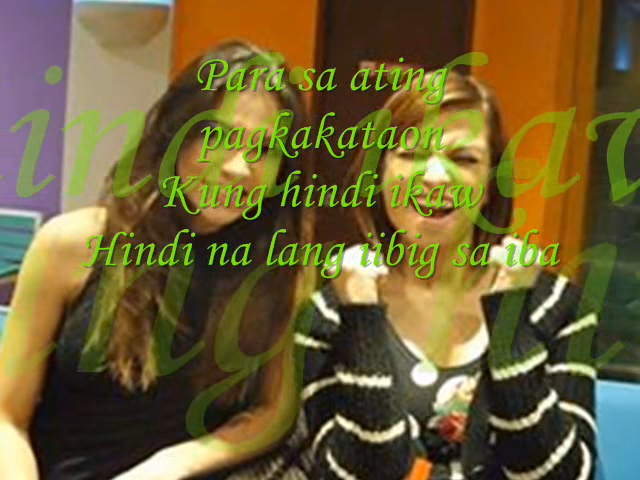 Para sa ating
pagkakataon
Kung hindi ikaw
Hindi na lang iibig sa iba